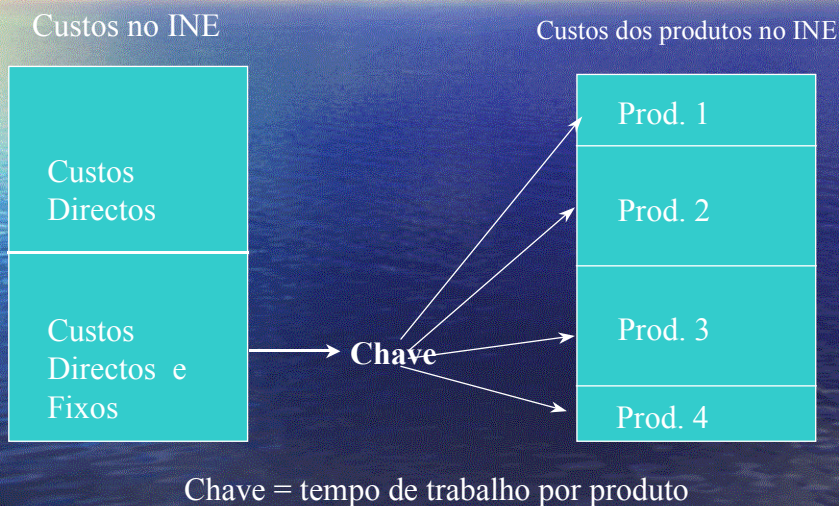 Custos no INE
Custos dos produtos no INE
Custos
Directos
Custos
Directos e
Fixos
Chave
Prod. 1
Prod. 2
Prod. 3
Prod. 4
Chave = tempo de trabalho por produto